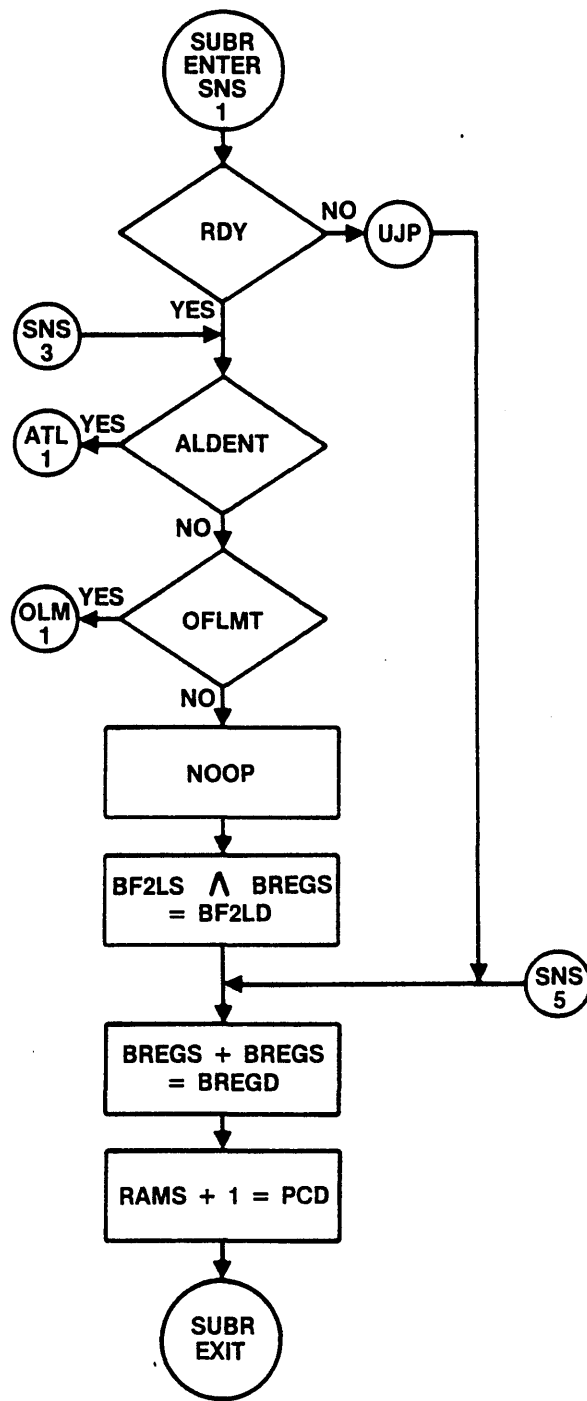 SUBR
ENTER
SNS
1
RDY
NO
UJP
YES
SNS
3
YES
ATL
1
ALDENT
NO
YES
OLM
1
OFLMT
NO
NOOP
BF2LS Λ BREGS
= BF2LD
SNS
5
BREGS + BREGS
= BREGD
RAMS + 1 = PCD
SUBR
EXIT